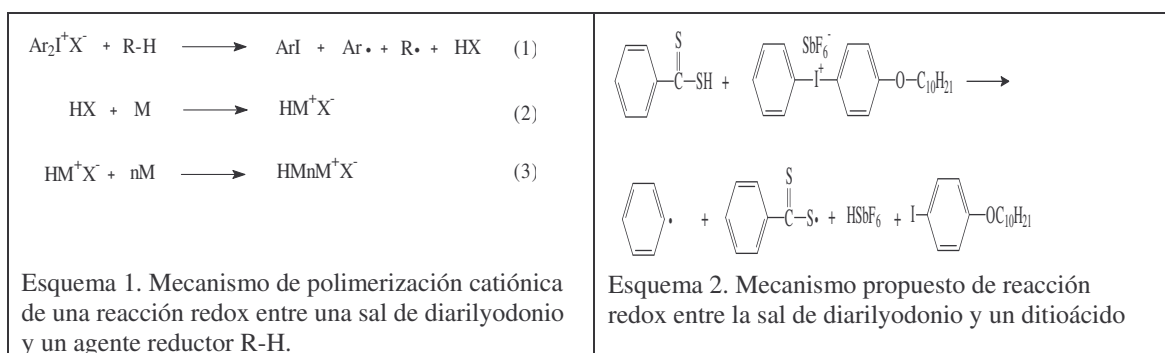 Ar2I+X- + R-H ⟶ ArI + Ar• + R• + HX (1)
HX + M ⟶ HM+X- (2)
HM+X- + nM ⟶ HMnM+X- (3)
Esquema 1. Mecanismo de polimerización catiónica
de una reacción redox entre una sal de diarilyodonio
y un agente reductor R-H.
S SbF6-
C SH + I+ O C10H21 ⟶
S
• + C S• + HSbF6 + I OC10H21
Esquema 2. Mecanismo propuesto de reacción
redox entre la sal de diarilyodonio y un ditioácido